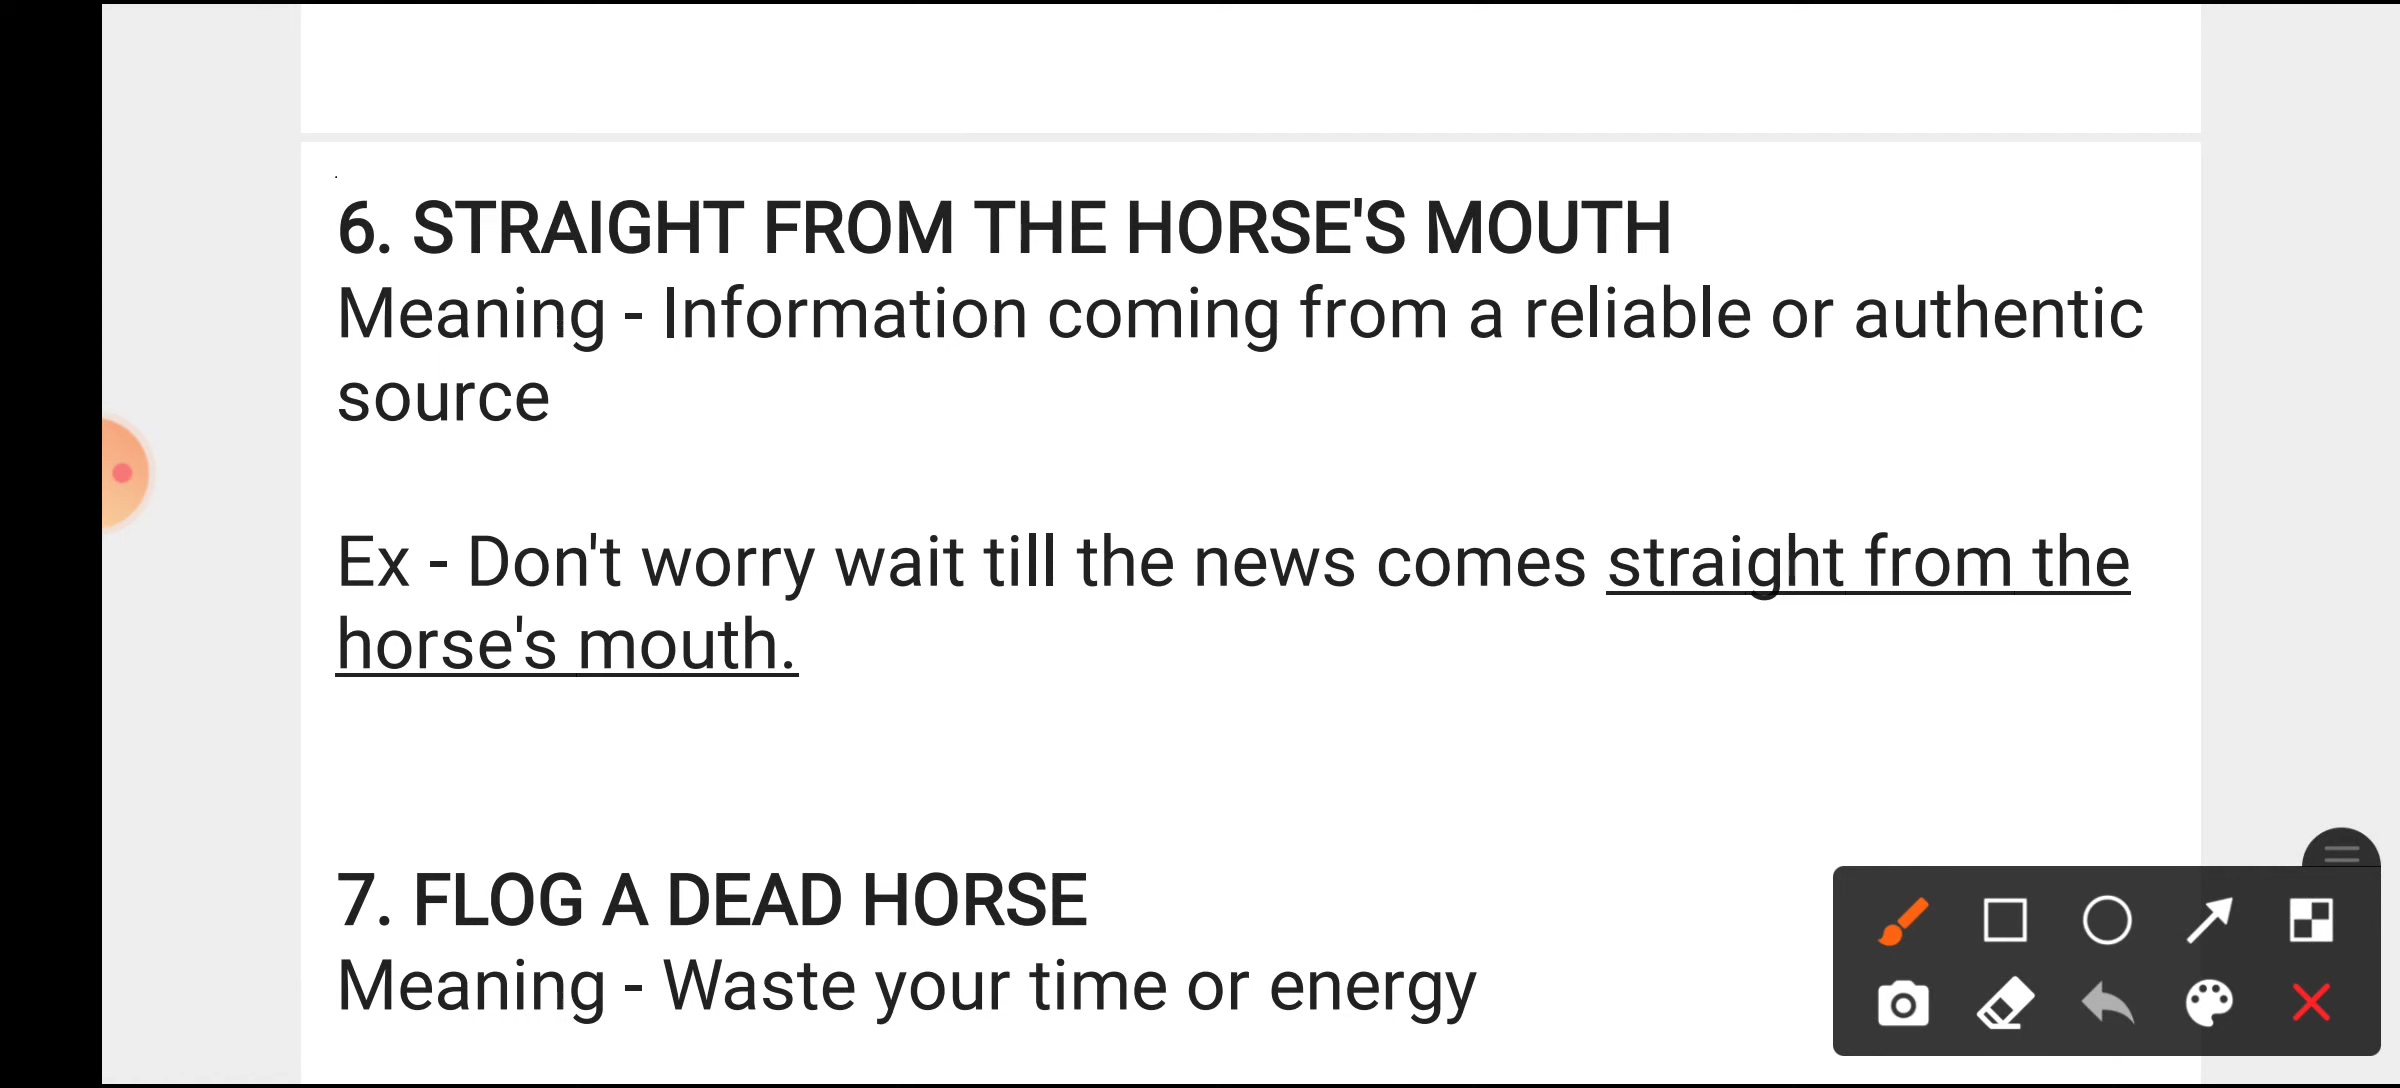 6. STRAIGHT FROM THE HORSE'S MOUTH
Meaning - Information coming from a reliable or authentic
source
Ex - Don't worry wait till the news comes straight from the
horse's mouth.
7. FLOG A DEAD HORSE
Meaning - Waste your time or energy